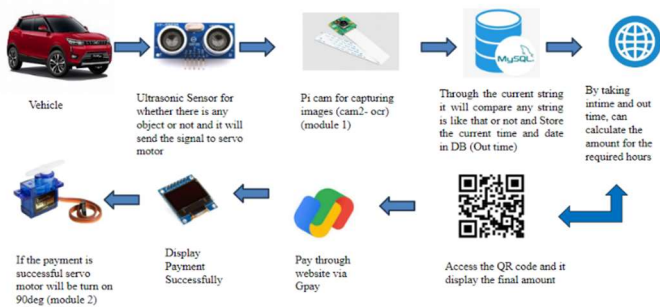 MySQL
Vehicle
Ultrasonic Sensor for
whether there is any
object or not and it will
send the signal to servo
motor
Pi cam for capturing
images (cam2- ocr)
(module 1)
Through the current string
it will compare any string
is like that or not and Store
the current time and date
in DB (Out time)
By taking
intime and out
time, can
calculate the
amount for the
required hours
If the payment is
successful servo
motor will be turn on
90deg (module 2)
Display
Payment
Successfully
Pay through
website via
Gpay
Access the QR code and it
display the final amount